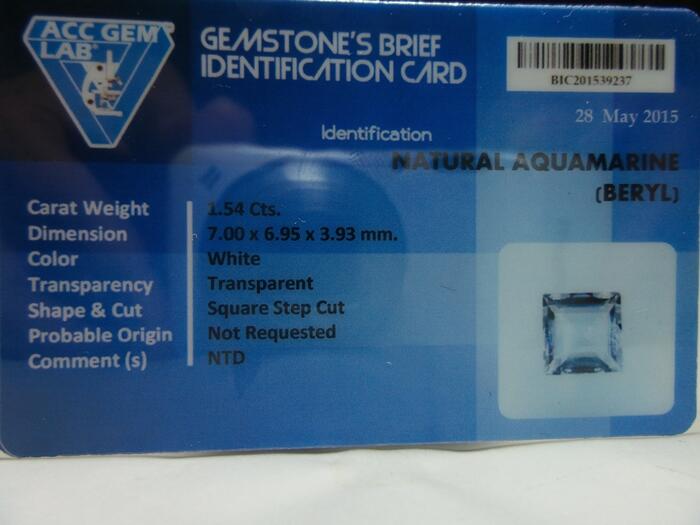 ACC GEM
LAB®
GEMSTONE'S BRIEF
IDENTIFICATION CARD
BIC201539237
28 May 2015
Identification
NATURAL AQUAMARINE
(BERYL)
Carat Weight 1.54 Cts.
Dimension 7.00 x 6.95 x 3.93 mm.
Color White
Transparency Transparent
Shape & Cut Square Step Cut
Probable Origin Not Requested
Comment (s) NTD